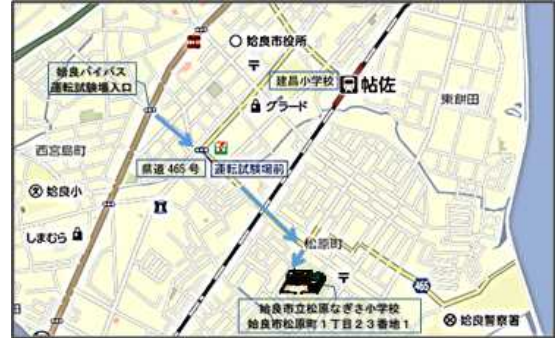 姶良市役所
姶良バイパス
運転試験場入口
建昌小学校
帖佐
東餅田
グラード
西宮島町
県道 465 号
運転試験場前
姶良小
しまむら
松原町
465
姶良市立松原なぎさ小学校
姶良市松原町1丁目23番地1
姶良警察署